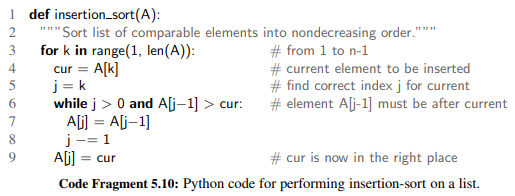 1 def insertion_sort(A):
2 """Sort list of comparable elements into nondecreasing order."""
3 for k in range(1, len(A)): # from 1 to n-1
4 cur = A[k] # current element to be inserted
5 j = k # find correct index j for current
6 while j > 0 and A[j−1] > cur: # element A[j-1] must be after current
7 A[j] = A[j−1]
8 j −= 1
9 A[j] = cur # cur is now in the right place
Code Fragment 5.10: Python code for performing insertion-sort on a list.